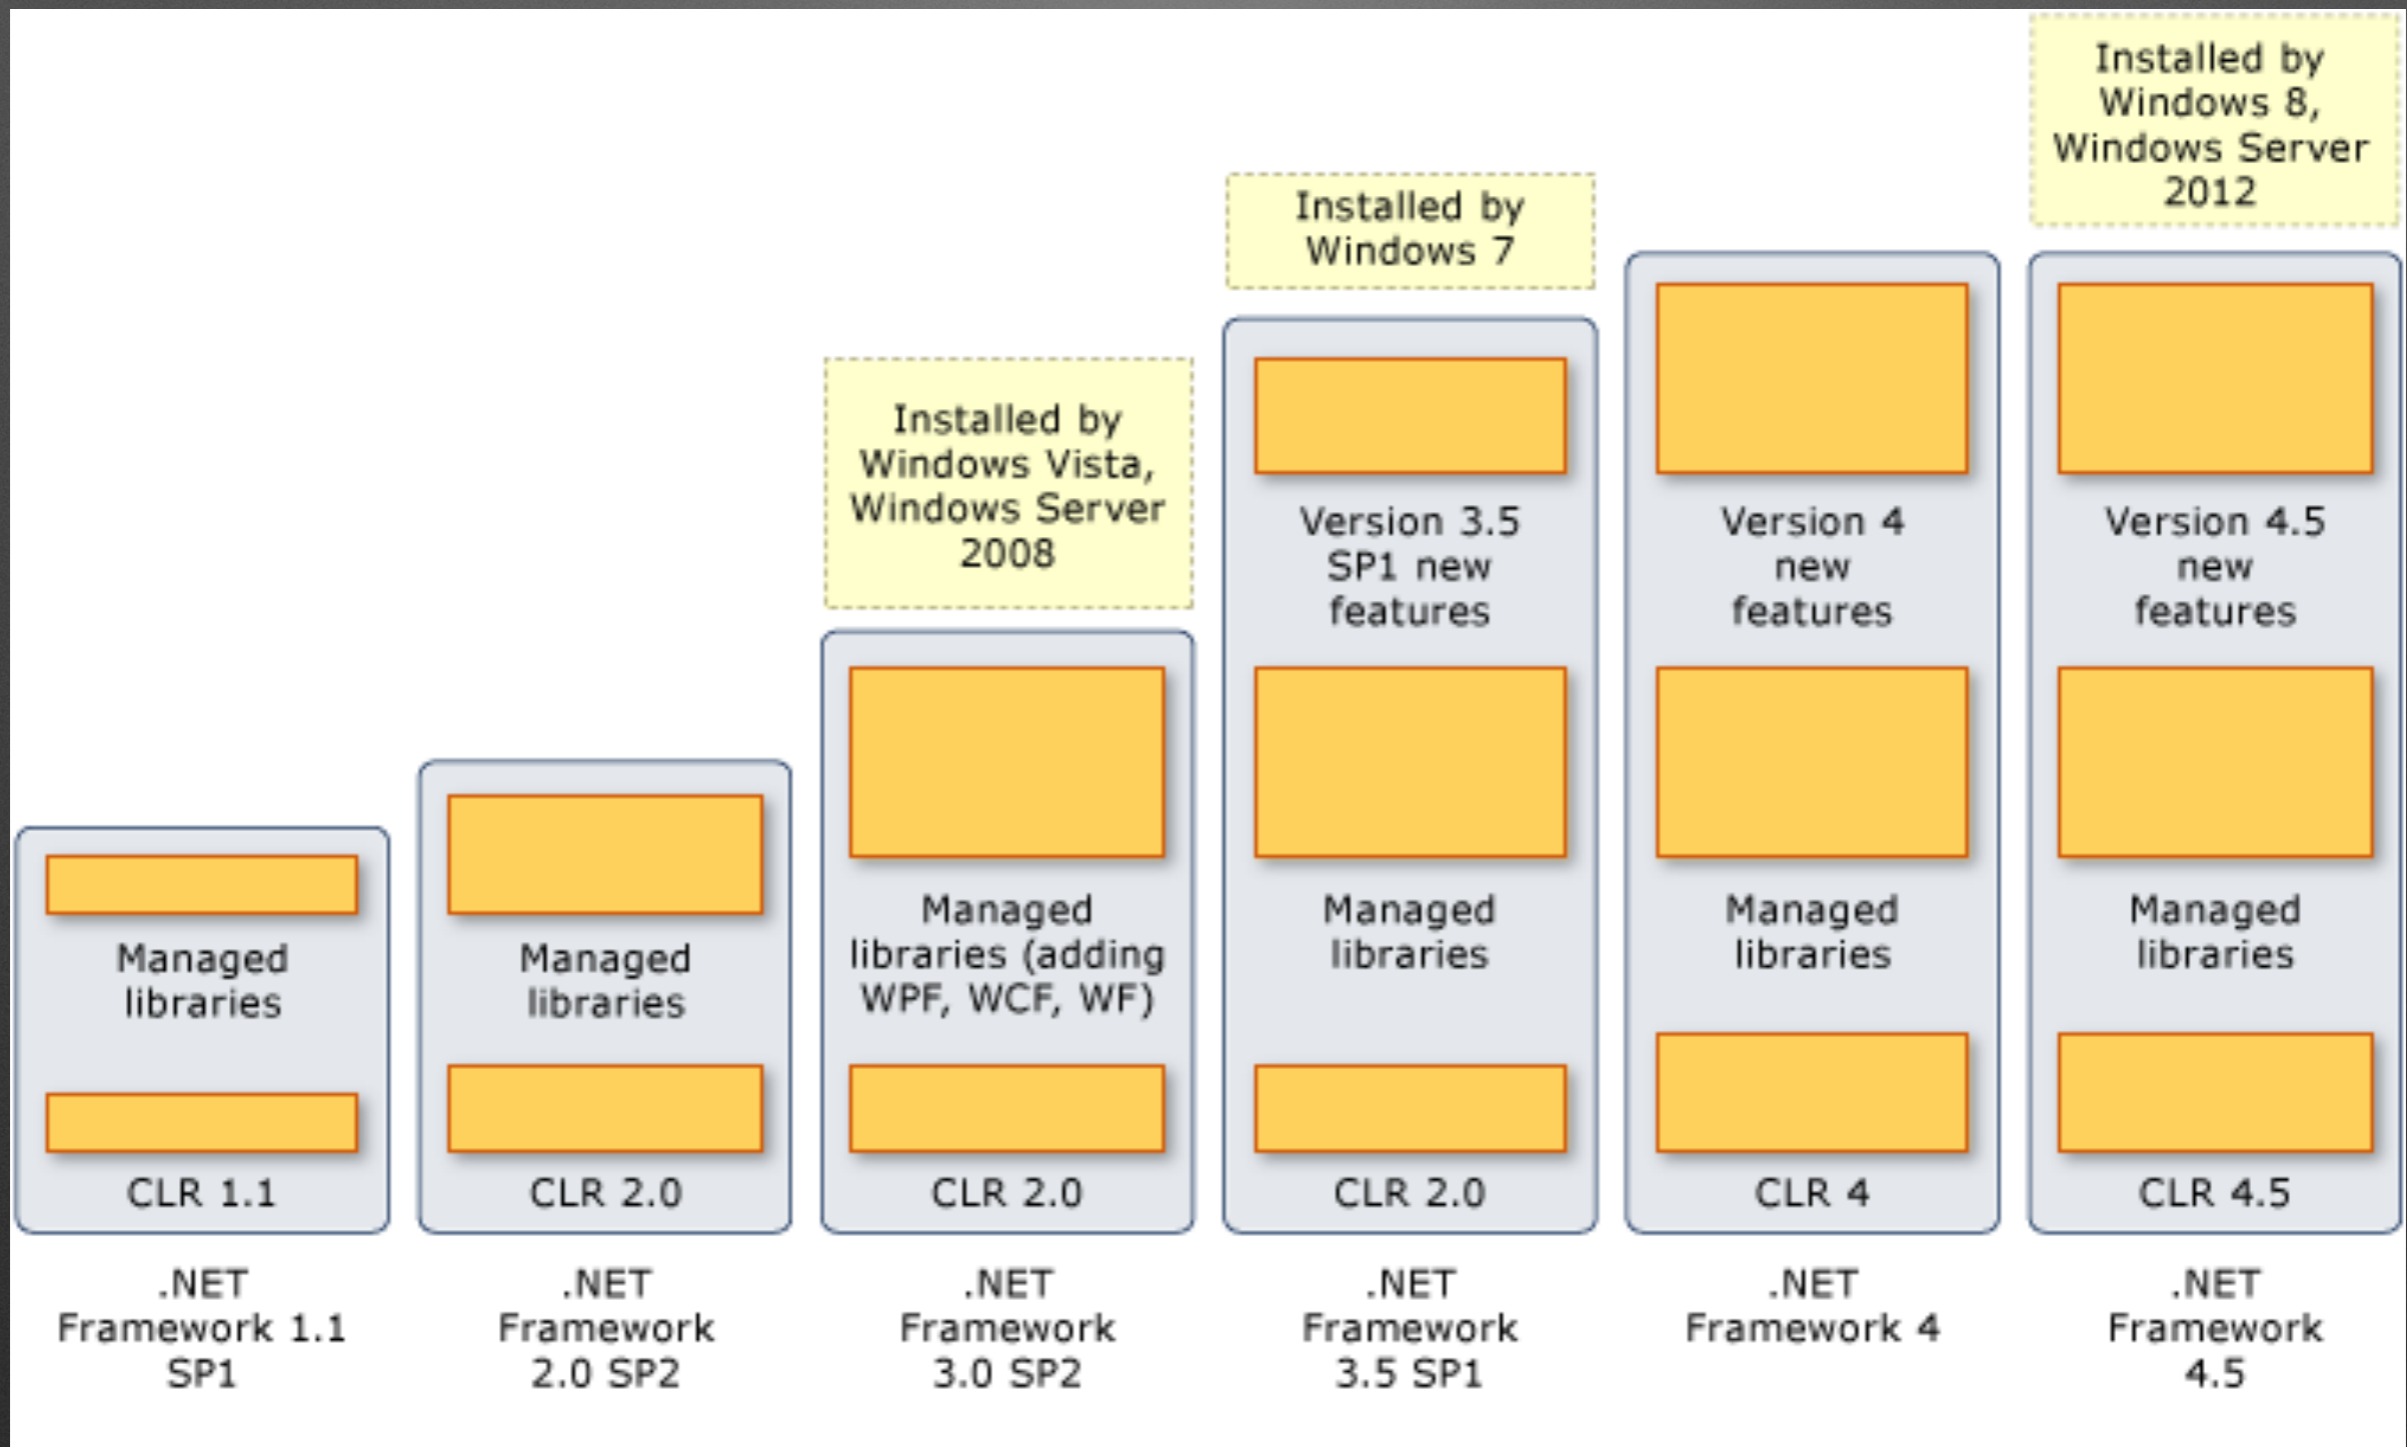 Managed
libraries
CLR 1.1
.NET
Framework 1.1
SP1
Managed
libraries
CLR 2.0
.NET
Framework
2.0 SP2
Installed by
Windows Vista,
Windows Server
2008
Managed
libraries (adding
WPF, WCF, WF)
CLR 2.0
.NET
Framework
3.0 SP2
Installed by
Windows 7
Version 3.5
SP1 new
features
Managed
libraries
CLR 2.0
.NET
Framework
3.5 SP1
Version 4
new
features
Managed
libraries
CLR 4
.NET
Framework 4
Installed by
Windows 8,
Windows Server
2012
Version 4.5
new
features
Managed
libraries
CLR 4.5
.NET
Framework
4.5